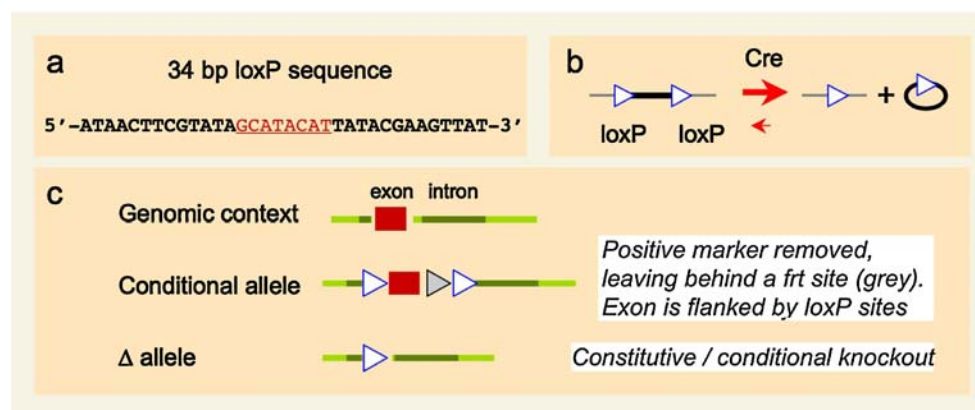 a
34 bp loxP sequence
5′-ATAACTTCGTATAGCATACATTATACGAAGTTAT-3′
b
Cre
loxP loxP
+
c
exon intron
Genomic context
Conditional allele
Positive marker removed,
leaving behind a frt site (grey).
Exon is flanked by loxP sites
Δ allele
Constitutive / conditional knockout